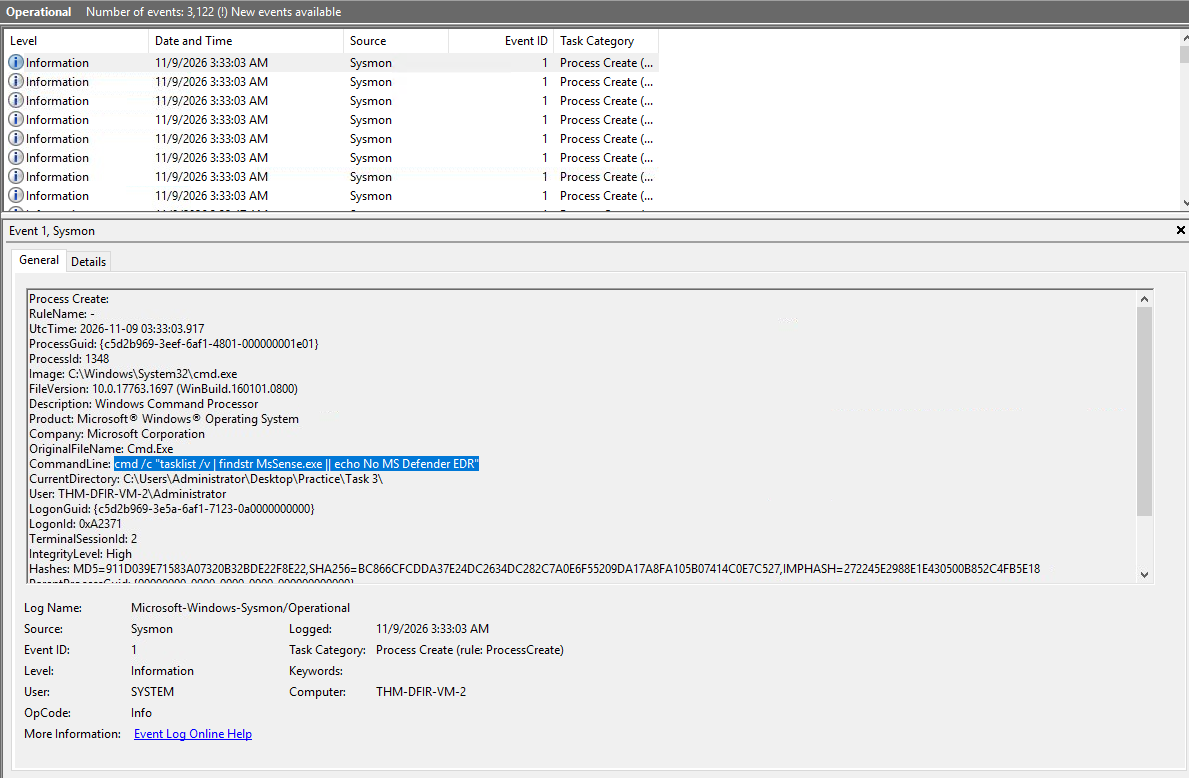 Operational Number of events: 3,122 (!) New events available
Level Date and Time Source Event ID Task Category
Information 11/9/2026 3:33:03 AM Sysmon 1 Process Create (...
Information 11/9/2026 3:33:03 AM Sysmon 1 Process Create (...
Information 11/9/2026 3:33:03 AM Sysmon 1 Process Create (...
Information 11/9/2026 3:33:03 AM Sysmon 1 Process Create (...
Information 11/9/2026 3:33:03 AM Sysmon 1 Process Create (...
Information 11/9/2026 3:33:03 AM Sysmon 1 Process Create (...
Information 11/9/2026 3:33:03 AM Sysmon 1 Process Create (...
Information 11/9/2026 3:33:03 AM Sysmon 1 Process Create (...
Event 1, Sysmon
General Details
Process Create:
RuleName: -
UtcTime: 2026-11-09 03:33:03.917
ProcessGuid: {c5d2b969-3eef-6af1-4801-000000001e01}
ProcessId: 1348
Image: C:\Windows\System32\cmd.exe
FileVersion: 10.0.17763.1697 (WinBuild.160101.0800)
Description: Windows Command Processor
Product: Microsoft® Windows® Operating System
Company: Microsoft Corporation
OriginalFileName: Cmd.Exe
CommandLine: cmd /c "tasklist /v | findstr MsSense.exe || echo No MS Defender EDR"
CurrentDirectory: C:\Users\Administrator\Desktop\Practice\Task 3\
User: THM-DFIR-VM-2\Administrator
LogonGuid: {c5d2b969-3e5a-6af1-7123-0a0000000000}
LogonId: 0xA2371
TerminalSessionId: 2
IntegrityLevel: High
Hashes: MD5=911D039E71583A07320B32BDE22F8E22,SHA256=BC866CFCDDA37E24DC2634DC282C7A0E6F55209DA17A8FA105B07414C0E7C527,IMPHASH=272245E2988E1E430500B852C4FB5E18
ParentProcessGuid: {00000000-0000-0000-0000-000000000000}
Log Name: Microsoft-Windows-Sysmon/Operational
Source: Sysmon Logged: 11/9/2026 3:33:03 AM
Event ID: 1 Task Category: Process Create (rule: ProcessCreate)
Level: Information Keywords:
User: SYSTEM Computer: THM-DFIR-VM-2
OpCode: Info
More Information: Event Log Online Help